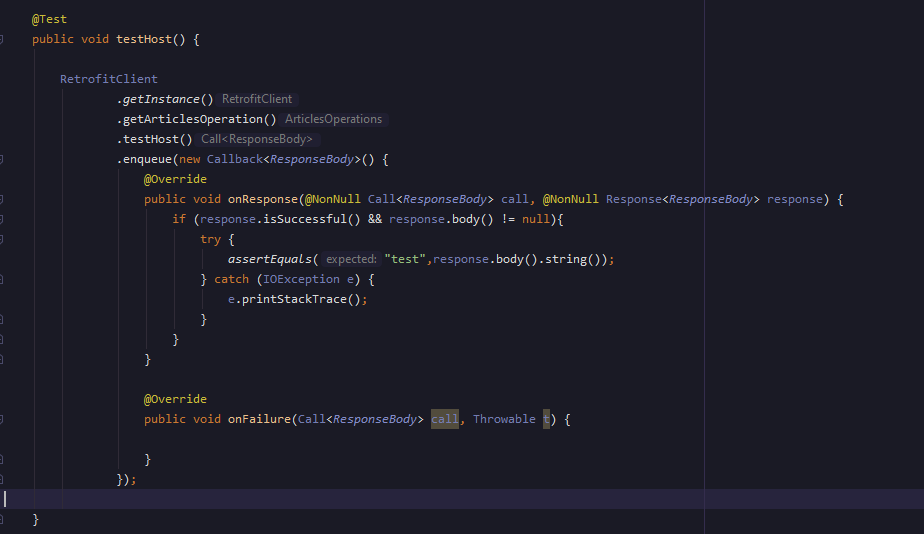 @Test
public void testHost() {
RetrofitClient
.getInstance() RetrofitClient
.getArticlesOperation() ArticlesOperations
.testHost() Call<ResponseBody>
.enqueue(new Callback<ResponseBody>() {
@Override
public void onResponse(@NonNull Call<ResponseBody> call, @NonNull Response<ResponseBody> response) {
if (response.isSuccessful() && response.body() != null){
try {
assertEquals( expected: "test",response.body().string());
} catch (IOException e) {
e.printStackTrace();
}
}
}
@Override
public void onFailure(Call<ResponseBody> call, Throwable t) {
}
});
}